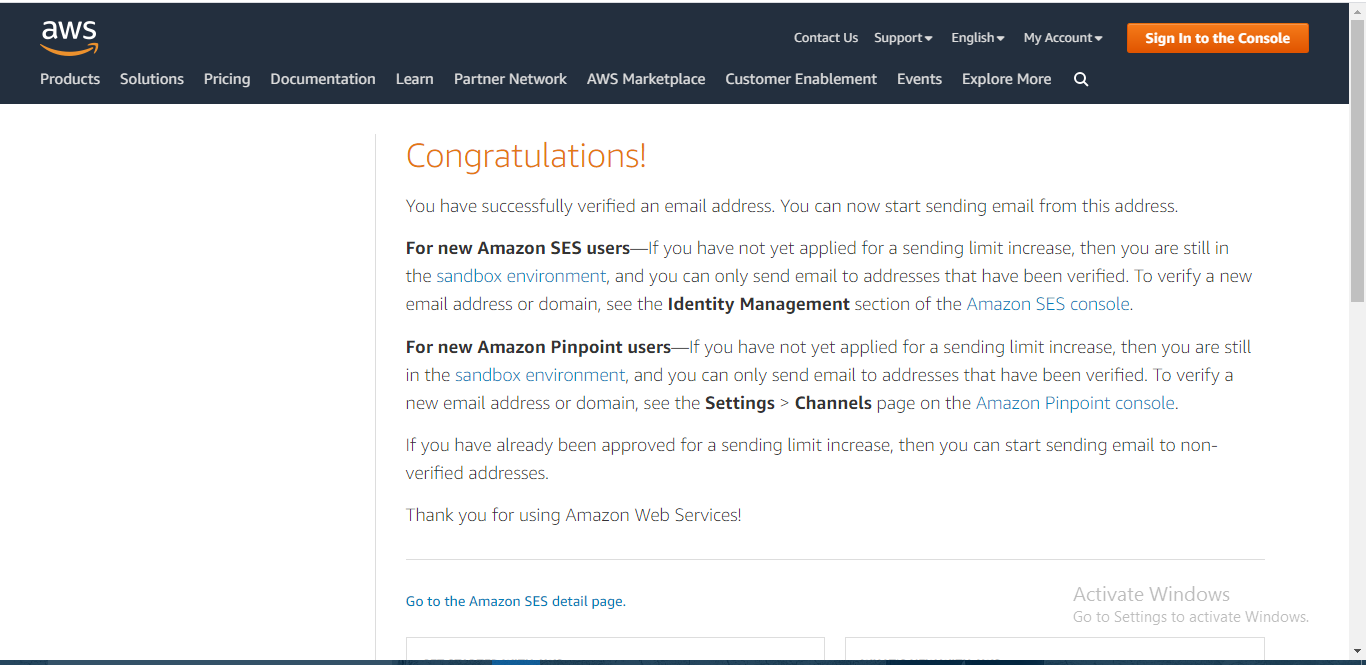 aws
Contact Us Support English My Account Sign In to the Console
Products Solutions Pricing Documentation Learn Partner Network AWS Marketplace Customer Enablement Events Explore More
Congratulations!
You have successfully verified an email address. You can now start sending email from this address.
For new Amazon SES users—If you have not yet applied for a sending limit increase, then you are still in
the sandbox environment, and you can only send email to addresses that have been verified. To verify a new
email address or domain, see the Identity Management section of the Amazon SES console.
For new Amazon Pinpoint users—If you have not yet applied for a sending limit increase, then you are still
in the sandbox environment, and you can only send email to addresses that have been verified. To verify a
new email address or domain, see the Settings > Channels page on the Amazon Pinpoint console.
If you have already been approved for a sending limit increase, then you can start sending email to non-
verified addresses.
Thank you for using Amazon Web Services!
Go to the Amazon SES detail page.
Activate Windows
Go to Settings to activate Windows.